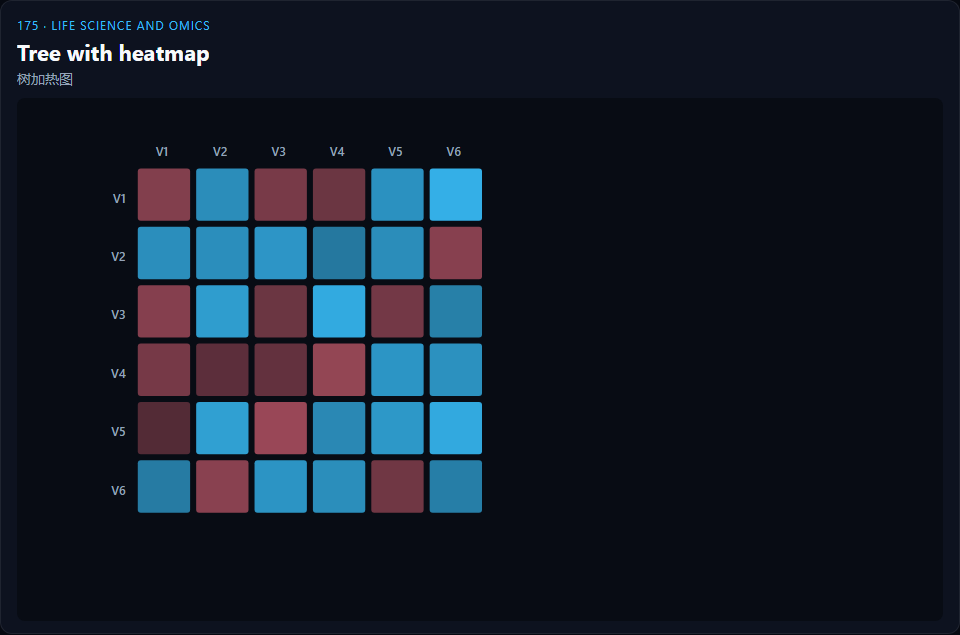 175 · LIFE SCIENCE AND OMICS
Tree with heatmap
树加热图
V1 V2 V3 V4 V5 V6
V1
V2
V3
V4
V5
V6